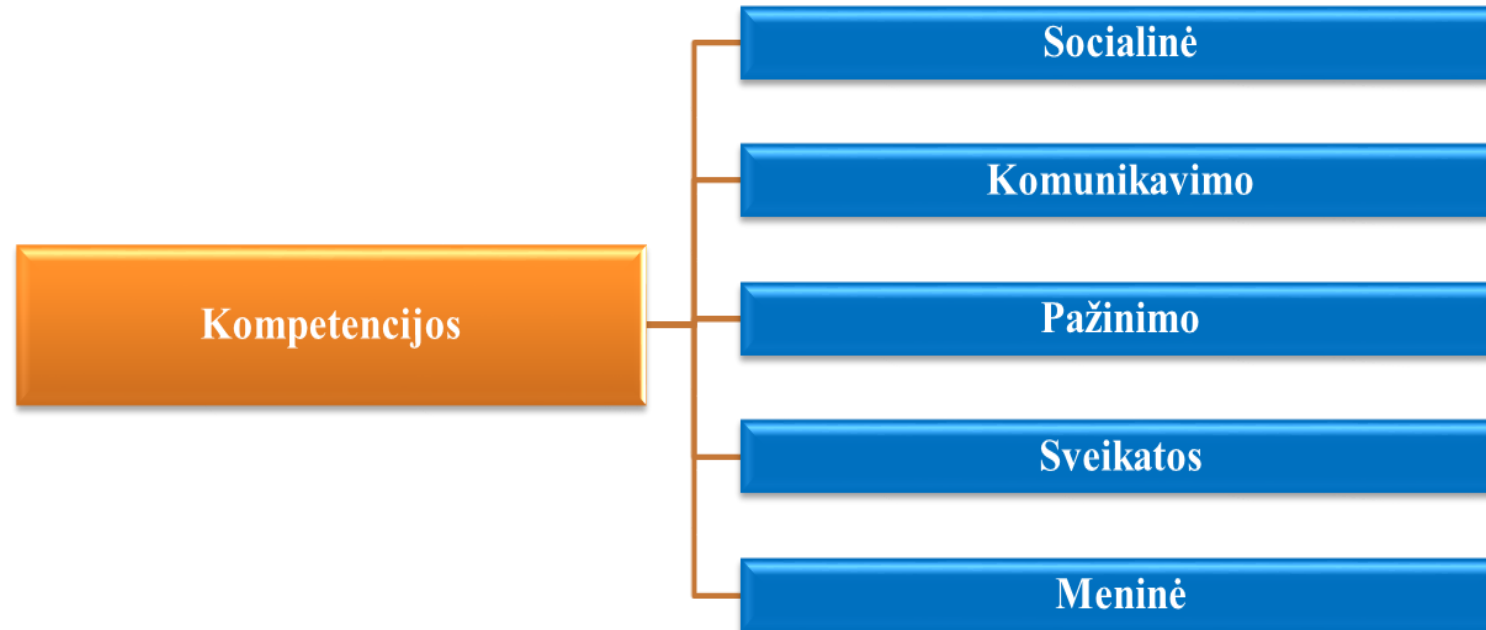 Kompetencijos
Socialinė
Komunikavimo
Pažinimo
Sveikatos
Meninė